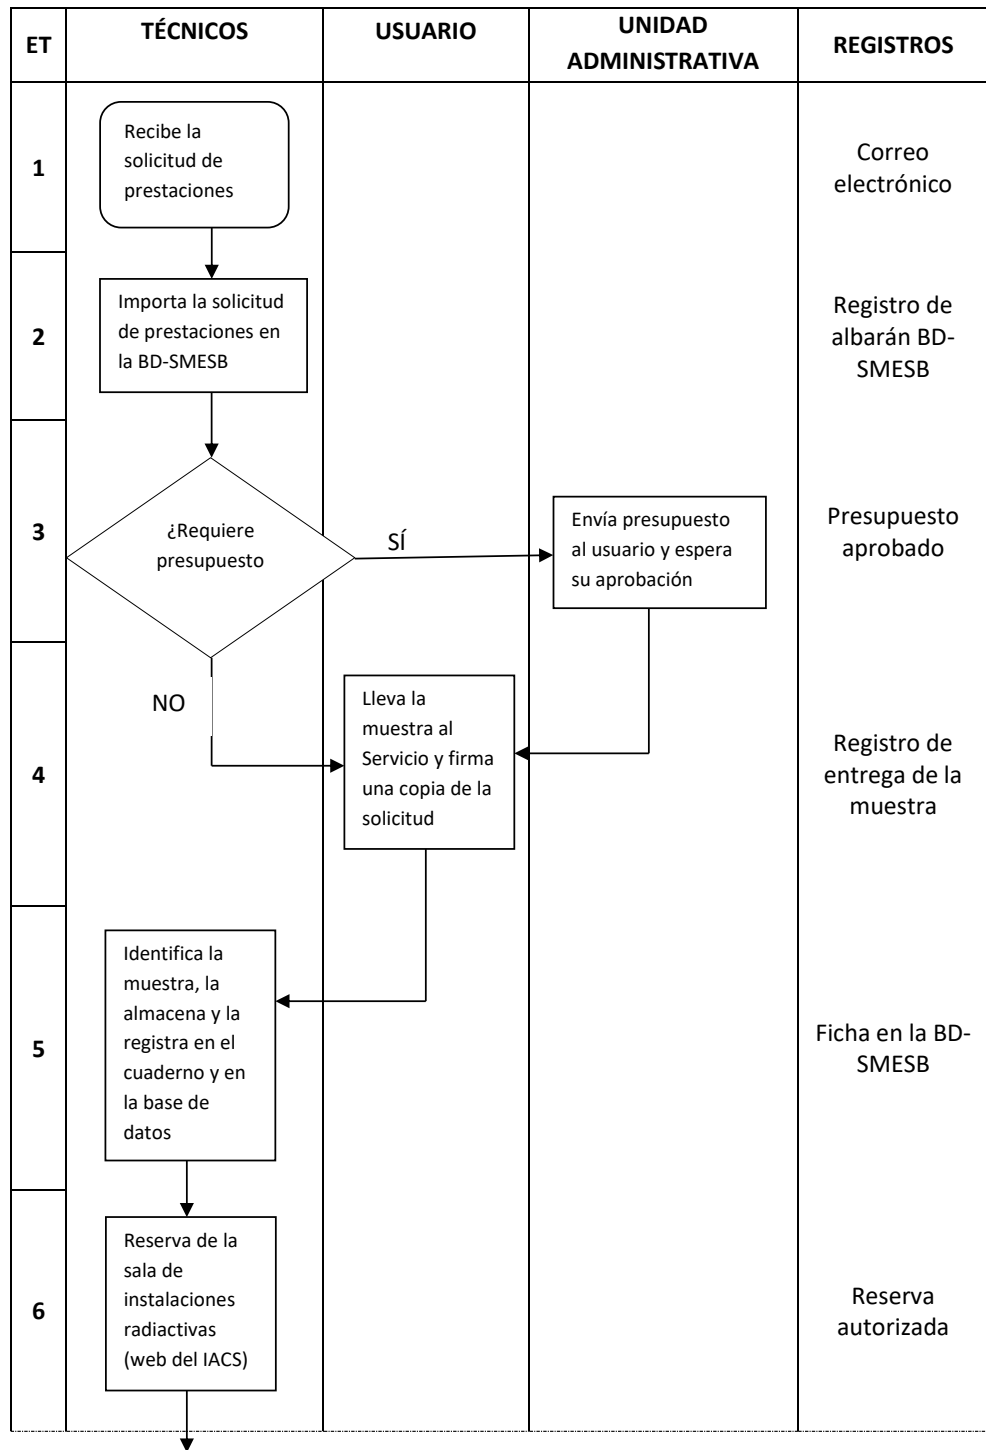 ET
TÉCNICOS
USUARIO
UNIDAD
ADMINISTRATIVA
REGISTROS
1
Recibe la
solicitud de
prestaciones
Correo
electrónico
2
Importa la solicitud
de prestaciones en
la BD-SMESB
Registro de
albarán BD-
SMESB
3
¿Requiere
presupuesto
SÍ
Envía presupuesto
al usuario y espera
su aprobación
Presupuesto
aprobado
4
NO
Lleva la
muestra al
Servicio y firma
una copia de la
solicitud
Registro de
entrega de la
muestra
5
Identifica la
muestra, la
almacena y la
registra en el
cuaderno y en
la base de
datos
Ficha en la BD-
SMESB
6
Reserva de la
sala de
instalaciones
radiactivas
(web del IACS)
Reserva
autorizada